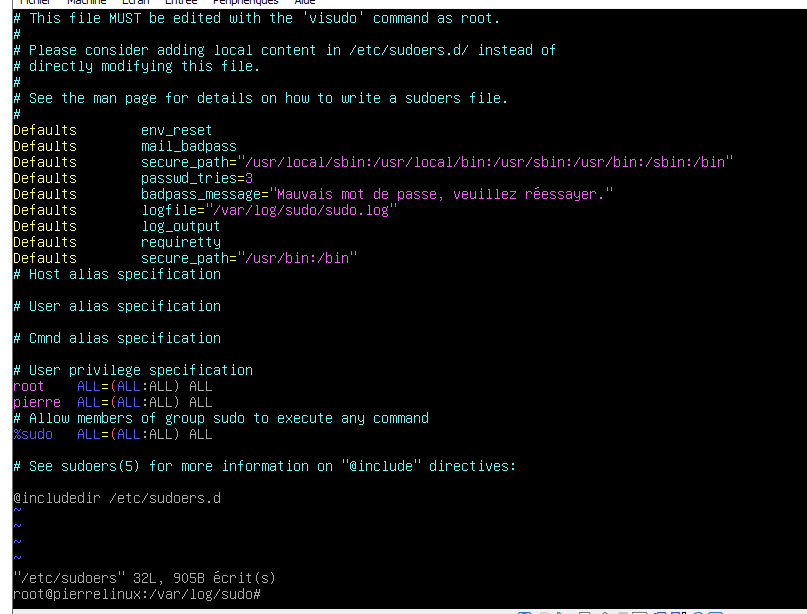 Fichier Machine Écran Entrée Périphériques Aide
# This file MUST be edited with the 'visudo' command as root.
#
# Please consider adding local content in /etc/sudoers.d/ instead of
# directly modifying this file.
#
# See the man page for details on how to write a sudoers file.
#
Defaults        env_reset
Defaults        mail_badpass
Defaults        secure_path="/usr/local/sbin:/usr/local/bin:/usr/sbin:/usr/bin:/sbin:/bin"
Defaults        passwd_tries=3
Defaults        badpass_message="Mauvais mot de passe, veuillez réessayer."
Defaults        logfile="/var/log/sudo/sudo.log"
Defaults        log_output
Defaults        requiretty
Defaults        secure_path="/usr/bin:/bin"
# Host alias specification
# User alias specification
# Cmnd alias specification
# User privilege specification
root    ALL=(ALL:ALL) ALL
pierre  ALL=(ALL:ALL) ALL
# Allow members of group sudo to execute any command
%sudo   ALL=(ALL:ALL) ALL
# See sudoers(5) for more information on "@include" directives:
@includedir /etc/sudoers.d
~
~
~
~
"/etc/sudoers" 32L, 905B écrit(s)
root@pierrelinux:/var/log/sudo#